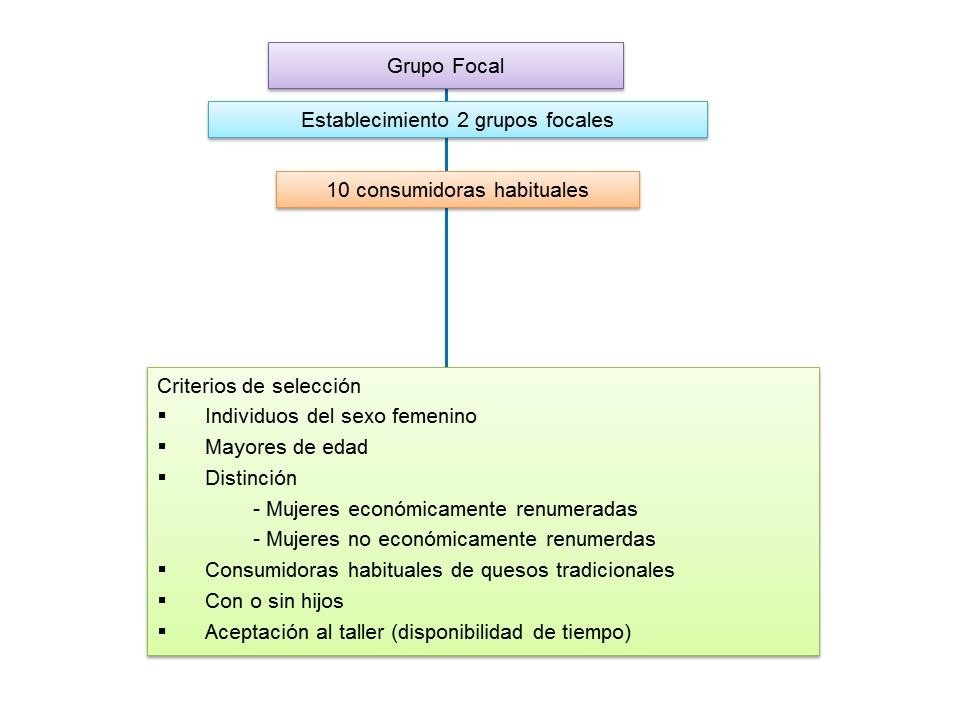 Grupo Focal
Establecimiento 2 grupos focales
10 consumidoras habituales
Criterios de selección
▪ Individuos del sexo femenino
▪ Mayores de edad
▪ Distinción
- Mujeres económicamente renumeradas
- Mujeres no económicamente renumerdas
▪ Consumidoras habituales de quesos tradicionales
▪ Con o sin hijos
▪ Aceptación al taller (disponibilidad de tiempo)